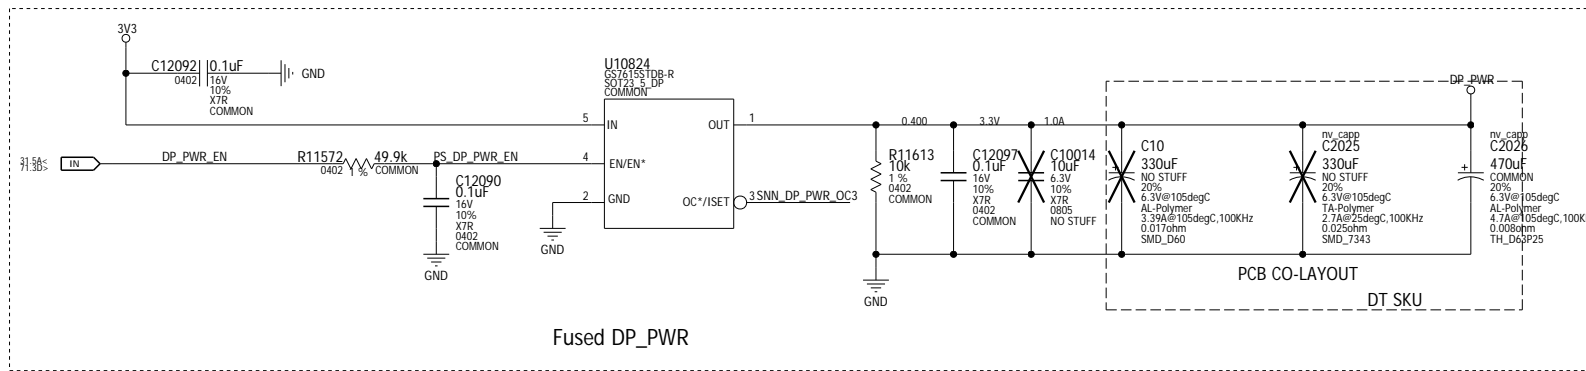 3V3
C12092
0402
0.1uF
16V
10%
X7R
COMMON
GND
U10824
GS7615STDB-R
SOT23_5_DP
COMMON
5
IN
OUT
1
4
EN/EN*
2
GND
OC*/ISET
3
SNN_DP_PWR_OC3
GND
31.5A<
71.3D>
IN
DP_PWR_EN
R11572
49.9k
0402
1 %
COMMON
PS_DP_PWR_EN
C12090
0.1uF
16V
10%
X7R
0402
COMMON
GND
0.400
3.3V
1.0A
R11613
10k
1 %
0402
COMMON
GND
C12097
0.1uF
16V
10%
X7R
0402
COMMON
C10014
10uF
6.3V
10%
X7R
0805
NO STUFF
C10
330uF
NO STUFF
20%
6.3V@105degC
AL-Polymer
3.39A@105degC,100KHz
0.017ohm
SMD_D60
nv_capp
C2025
330uF
NO STUFF
20%
6.3V@105degC
TA-Polymer
2.7A@25degC,100KHz
0.025ohm
SMD_7343
DP_PWR
nv_capp
C2026
470uF
COMMON
20%
6.3V@105degC
AL-Polymer
4.7A@105degC,100K
0.008ohm
TH_D63P25
PCB CO-LAYOUT
DT SKU
Fused DP_PWR